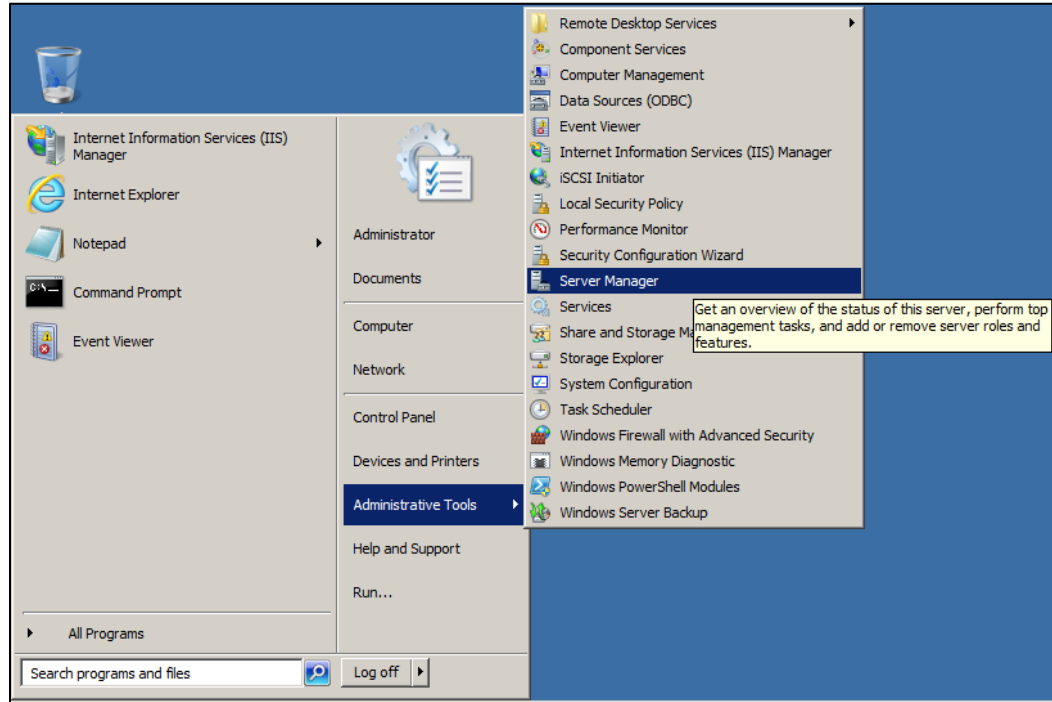 Internet Information Services (IIS)
Manager
Internet Explorer
Notepad
C:\
Command Prompt
Event Viewer
All Programs
Search programs and files
Administrator
Documents
Computer
Network
Control Panel
Devices and Printers
Administrative Tools
Help and Support
Run...
Log off
Remote Desktop Services
Component Services
Computer Management
Data Sources (ODBC)
Event Viewer
Internet Information Services (IIS) Manager
iSCSI Initiator
Local Security Policy
Performance Monitor
Security Configuration Wizard
Server Manager
Services
Share and Storage Ma
Storage Explorer
System Configuration
Task Scheduler
Windows Firewall with Advanced Security
Windows Memory Diagnostic
Windows PowerShell Modules
Windows Server Backup
Get an overview of the status of this server, perform top
management tasks, and add or remove server roles and
features.